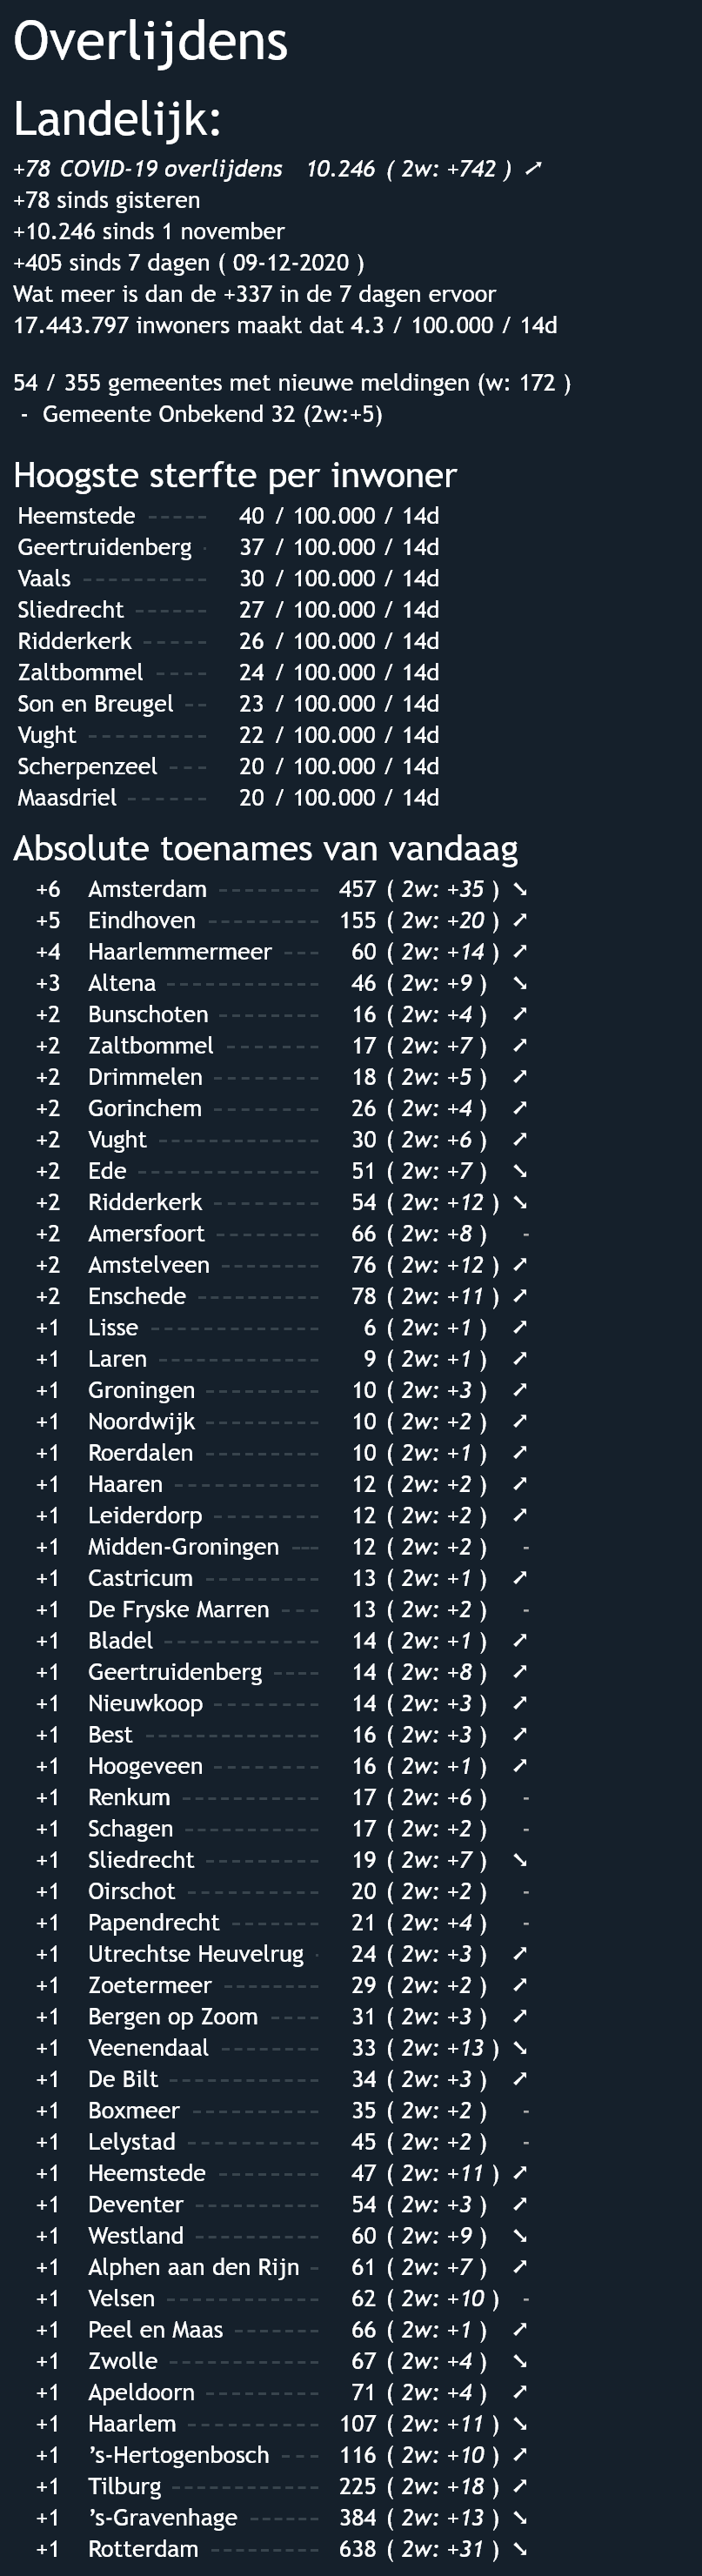 Overlijdens
Landelijk:
+78 COVID-19 overlijdens 10.246 ( 2w: +742 ) ➚
+78 sinds gisteren
+10.246 sinds 1 november
+405 sinds 7 dagen ( 09-12-2020 )
Wat meer is dan de +337 in de 7 dagen ervoor
17.443.797 inwoners maakt dat 4.3 / 100.000 / 14d
54 / 355 gemeentes met nieuwe meldingen (w: 172 )
- Gemeente Onbekend 32 (2w:+5)
Hoogste sterfte per inwoner
Heemstede ----- 40 / 100.000 / 14d
Geertruidenberg - 37 / 100.000 / 14d
Vaals ---------- 30 / 100.000 / 14d
Sliedrecht ------ 27 / 100.000 / 14d
Ridderkerk ----- 26 / 100.000 / 14d
Zaltbommel ---- 24 / 100.000 / 14d
Son en Breugel -- 23 / 100.000 / 14d
Vught --------- 22 / 100.000 / 14d
Scherpenzeel --- 20 / 100.000 / 14d
Maasdriel ------ 20 / 100.000 / 14d
Absolute toenames van vandaag
+6 Amsterdam -------- 457 ( 2w: +35 ) ➘
+5 Eindhoven --------- 155 ( 2w: +20 ) ➚
+4 Haarlemmermeer --- 60 ( 2w: +14 ) ➚
+3 Altena ------------ 46 ( 2w: +9 ) ➘
+2 Bunschoten -------- 16 ( 2w: +4 ) ➚
+2 Zaltbommel ------- 17 ( 2w: +7 ) ➚
+2 Drimmelen -------- 18 ( 2w: +5 ) ➚
+2 Gorinchem -------- 26 ( 2w: +4 ) ➚
+2 Vught ------------ 30 ( 2w: +6 ) ➚
+2 Ede -------------- 51 ( 2w: +7 ) ➘
+2 Ridderkerk -------- 54 ( 2w: +12 ) ➘
+2 Amersfoort -------- 66 ( 2w: +8 ) -
+2 Amstelveen -------- 76 ( 2w: +12 ) ➚
+2 Enschede ---------- 78 ( 2w: +11 ) ➚
+1 Lisse ------------- 6 ( 2w: +1 ) ➚
+1 Laren ------------ 9 ( 2w: +1 ) ➚
+1 Groningen --------- 10 ( 2w: +3 ) ➚
+1 Noordwijk --------- 10 ( 2w: +2 ) ➚
+1 Roerdalen --------- 10 ( 2w: +1 ) ➚
+1 Haaren ----------- 12 ( 2w: +2 ) ➚
+1 Leiderdorp -------- 12 ( 2w: +2 ) ➚
+1 Midden-Groningen --- 12 ( 2w: +2 ) -
+1 Castricum --------- 13 ( 2w: +1 ) ➚
+1 De Fryske Marren --- 13 ( 2w: +2 ) -
+1 Bladel ------------ 14 ( 2w: +1 ) ➚
+1 Geertruidenberg ---- 14 ( 2w: +8 ) ➚
+1 Nieuwkoop -------- 14 ( 2w: +3 ) ➚
+1 Best ------------- 16 ( 2w: +3 ) ➚
+1 Hoogeveen -------- 16 ( 2w: +1 ) ➚
+1 Renkum ---------- 17 ( 2w: +6 ) -
+1 Schagen ---------- 17 ( 2w: +2 ) -
+1 Sliedrecht --------- 19 ( 2w: +7 ) ➘
+1 Oirschot ---------- 20 ( 2w: +2 ) -
+1 Papendrecht ------- 21 ( 2w: +4 ) -
+1 Utrechtse Heuvelrug - 24 ( 2w: +3 ) ➚
+1 Zoetermeer -------- 29 ( 2w: +2 ) ➚
+1 Bergen op Zoom ---- 31 ( 2w: +3 ) ➚
+1 Veenendaal -------- 33 ( 2w: +13 ) ➘
+1 De Bilt ----------- 34 ( 2w: +3 ) ➚
+1 Boxmeer ---------- 35 ( 2w: +2 ) -
+1 Lelystad ---------- 45 ( 2w: +2 ) -
+1 Heemstede -------- 47 ( 2w: +11 ) ➚
+1 Deventer ---------- 54 ( 2w: +3 ) ➚
+1 Westland ---------- 60 ( 2w: +9 ) ➘
+1 Alphen aan den Rijn - 61 ( 2w: +7 ) ➚
+1 Velsen ------------ 62 ( 2w: +10 ) -
+1 Peel en Maas ------- 66 ( 2w: +1 ) ➚
+1 Zwolle ------------ 67 ( 2w: +4 ) ➘
+1 Apeldoorn --------- 71 ( 2w: +4 ) ➚
+1 Haarlem ---------- 107 ( 2w: +11 ) ➘
+1 ’s-Hertogenbosch --- 116 ( 2w: +10 ) ➚
+1 Tilburg ----------- 225 ( 2w: +18 ) ➚
+1 ’s-Gravenhage ------ 384 ( 2w: +13 ) ➘
+1 Rotterdam -------- 638 ( 2w: +31 ) ➘